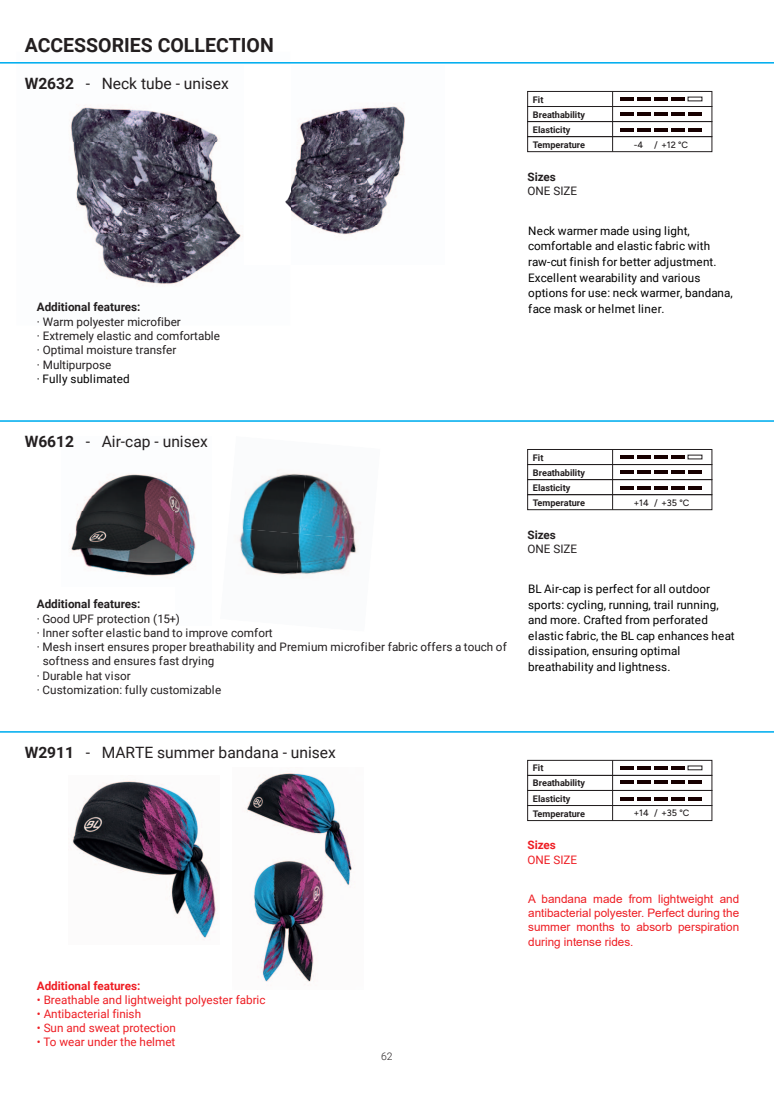 ACCESSORIES COLLECTION
W2632 - Neck tube - unisex
Fit
Breathability
Elasticity
Temperature -4 / +12 °C
Sizes
ONE SIZE
Neck warmer made using light,
comfortable and elastic fabric with
raw-cut finish for better adjustment.
Excellent wearability and various
options for use: neck warmer, bandana,
face mask or helmet liner.
Additional features:
· Warm polyester microfiber
· Extremely elastic and comfortable
· Optimal moisture transfer
· Multipurpose
· Fully sublimated
W6612 - Air-cap - unisex
Fit
Breathability
Elasticity
Temperature +14 / +35 °C
Sizes
ONE SIZE
BL
BL
BL Air-cap is perfect for all outdoor
sports: cycling, running, trail running,
and more. Crafted from perforated
elastic fabric, the BL cap enhances heat
dissipation, ensuring optimal
breathability and lightness.
Additional features:
· Good UPF protection (15+)
· Inner softer elastic band to improve comfort
· Mesh insert ensures proper breathability and Premium microfiber fabric offers a touch of
softness and ensures fast drying
· Durable hat visor
· Customization: fully customizable
W2911 - MARTE summer bandana - unisex
Fit
Breathability
Elasticity
Temperature +14 / +35 °C
Sizes
ONE SIZE
BL
BL
BL
A bandana made from lightweight and
antibacterial polyester. Perfect during the
summer months to absorb perspiration
during intense rides.
Additional features:
• Breathable and lightweight polyester fabric
• Antibacterial finish
• Sun and sweat protection
• To wear under the helmet
62